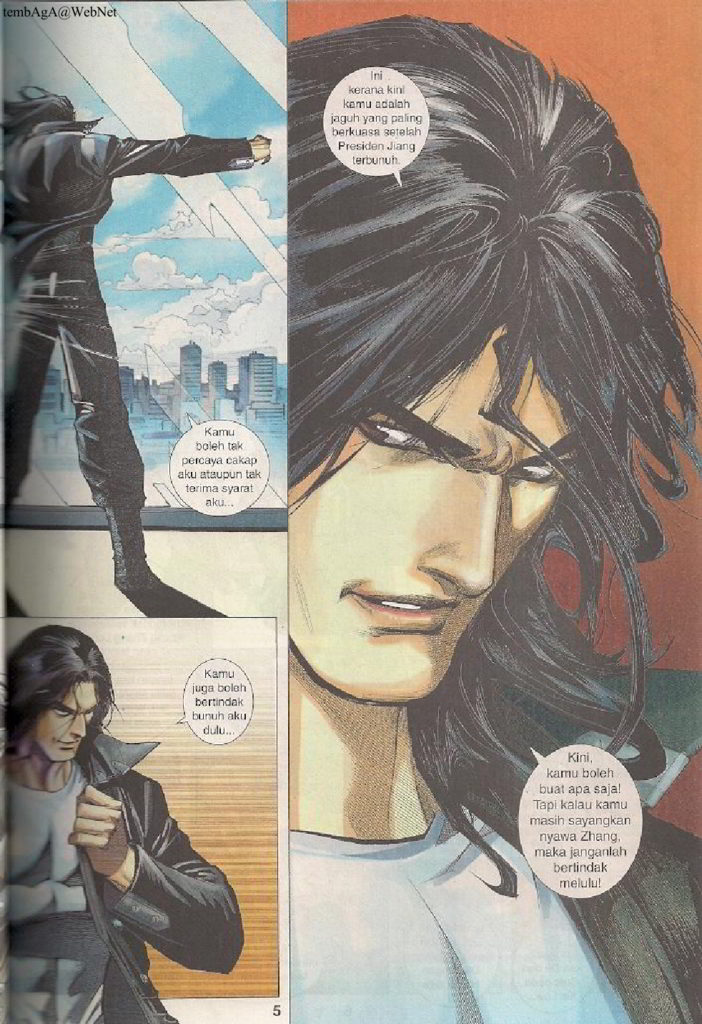 tembAgA@WebNet
Kamu
boleh tak
percaya cakap
aku ataupun tak
terima syarat
aku...
Kamu
juga boleh
bertindak
bunuh aku
dulu...
Ini
kerana kini
kamu adalah
jaguh yang paling
berkuasa setelah
Presiden Jiang
terbunuh.
Kini,
kamu boleh
buat apa saja!
Tapi kalau kamu
masih sayangkan
nyawa Zhang,
maka janganlah
bertindak
melulu!
5